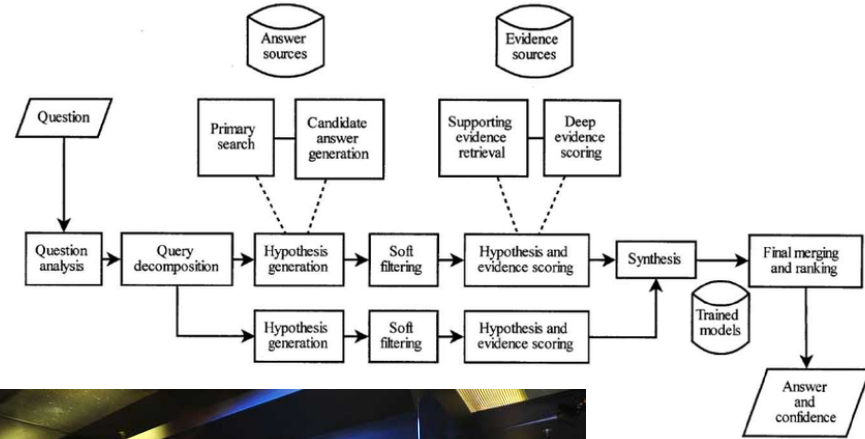 Answer
sources
Evidence
sources
Question
Primary
search
Candidate
answer
generation
Supporting
evidence
retrieval
Deep
evidence
scoring
Question
analysis
Query
decomposition
Hypothesis
generation
Soft
filtering
Hypothesis and
evidence scoring
Synthesis
Final merging
and ranking
Hypothesis
generation
Soft
filtering
Hypothesis and
evidence scoring
Trained
models
Answer
and
confidence